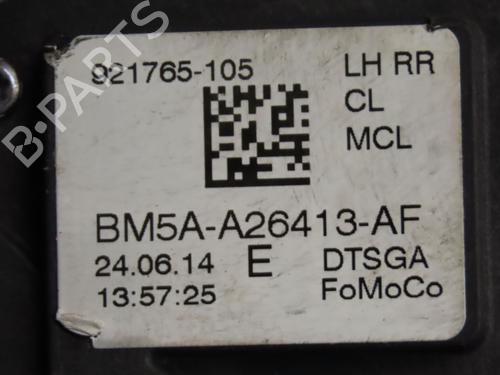 B-PARTS
921765-105 LH RR
CL
MCL
BM5A-A26413-AF
24.06.14 E DTSGA
13:57:25 FoMoCo